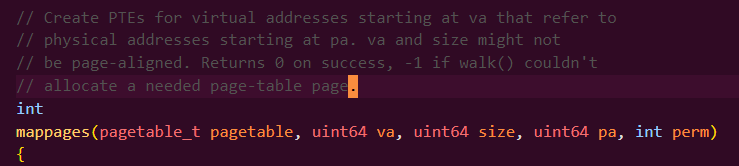 // Create PTEs for virtual addresses starting at va that refer to
// physical addresses starting at pa. va and size might not
// be page-aligned. Returns 0 on success, -1 if walk() couldn't
// allocate a needed page-table page.
int
mappages(pagetable_t pagetable, uint64 va, uint64 size, uint64 pa, int perm)
{